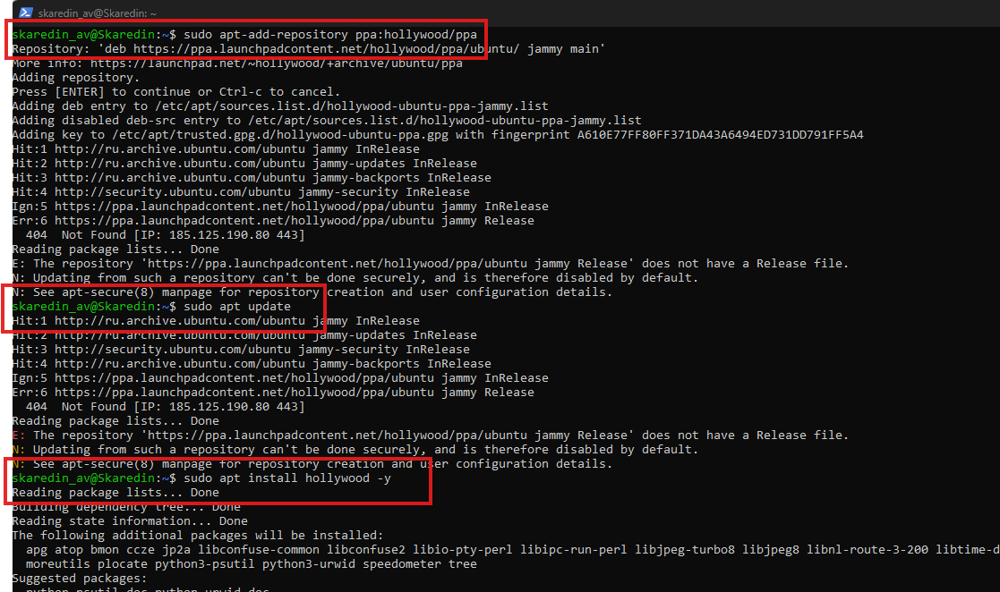 skaredin_av@Skaredin: ~
skaredin_av@Skaredin:~$ sudo apt-add-repository ppa:hollywood/ppa
Repository: 'deb https://ppa.launchpadcontent.net/hollywood/ppa/ubuntu/ jammy main'
More info: https://launchpad.net/~hollywood/+archive/ubuntu/ppa
Adding repository.
Press [ENTER] to continue or Ctrl-c to cancel.
Adding deb entry to /etc/apt/sources.list.d/hollywood-ubuntu-ppa-jammy.list
Adding disabled deb-src entry to /etc/apt/sources.list.d/hollywood-ubuntu-ppa-jammy.list
Adding key to /etc/apt/trusted.gpg.d/hollywood-ubuntu-ppa.gpg with fingerprint A610E77FF80FF371DA43A6494ED731DD791FF5A4
Hit:1 http://ru.archive.ubuntu.com/ubuntu jammy InRelease
Hit:2 http://ru.archive.ubuntu.com/ubuntu jammy-updates InRelease
Hit:3 http://ru.archive.ubuntu.com/ubuntu jammy-backports InRelease
Hit:4 http://security.ubuntu.com/ubuntu jammy-security InRelease
Ign:5 https://ppa.launchpadcontent.net/hollywood/ppa/ubuntu jammy InRelease
Err:6 https://ppa.launchpadcontent.net/hollywood/ppa/ubuntu jammy Release
404  Not Found [IP: 185.125.190.80 443]
Reading package lists... Done
E: The repository 'https://ppa.launchpadcontent.net/hollywood/ppa/ubuntu jammy Release' does not have a Release file.
N: Updating from such a repository can't be done securely, and is therefore disabled by default.
N: See apt-secure(8) manpage for repository creation and user configuration details.
skaredin_av@Skaredin:~$ sudo apt update
Hit:1 http://ru.archive.ubuntu.com/ubuntu jammy InRelease
Hit:2 http://ru.archive.ubuntu.com/ubuntu jammy-updates InRelease
Hit:3 http://security.ubuntu.com/ubuntu jammy-security InRelease
Hit:4 http://ru.archive.ubuntu.com/ubuntu jammy-backports InRelease
Ign:5 https://ppa.launchpadcontent.net/hollywood/ppa/ubuntu jammy InRelease
Err:6 https://ppa.launchpadcontent.net/hollywood/ppa/ubuntu jammy Release
404  Not Found [IP: 185.125.190.80 443]
Reading package lists... Done
E: The repository 'https://ppa.launchpadcontent.net/hollywood/ppa/ubuntu jammy Release' does not have a Release file.
N: Updating from such a repository can't be done securely, and is therefore disabled by default.
N: See apt-secure(8) manpage for repository creation and user configuration details.
skaredin_av@Skaredin:~$ sudo apt install hollywood -y
Reading package lists... Done
Building dependency tree... Done
Reading state information... Done
The following additional packages will be installed:
apg atop bmon ccze jp2a libconfuse-common libconfuse2 libio-pty-perl libipc-run-perl libjpeg-turbo8 libjpeg8 libnl-route-3-200 libtime-d
moreutils plocate python3-psutil python3-urwid speedometer tree
Suggested packages:
python-psutil-doc python-urwid-doc